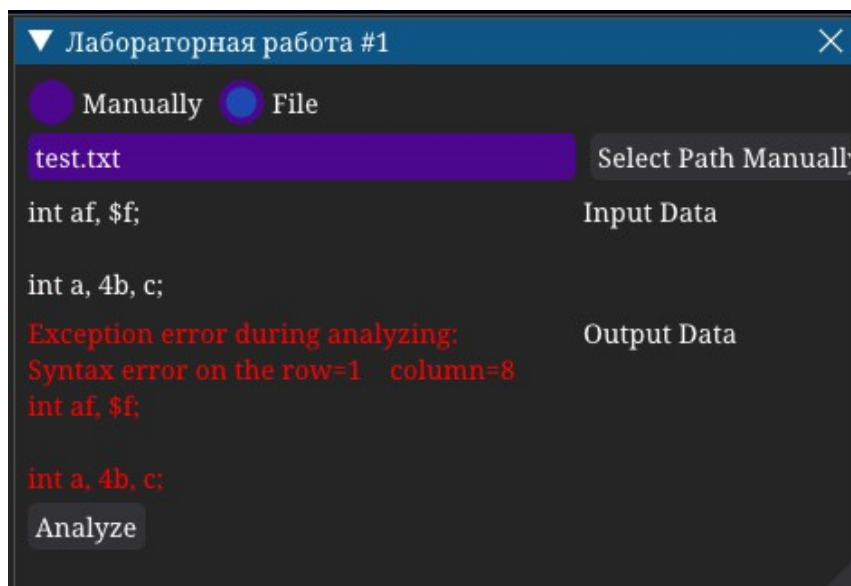 Лабораторная работа #1
Manually File
test.txt Select Path Manually
int af, $f; Input Data
int a, 4b, c;
Exception error during analyzing: Output Data
Syntax error on the row=1 column=8
int af, $f;
int a, 4b, c;
Analyze